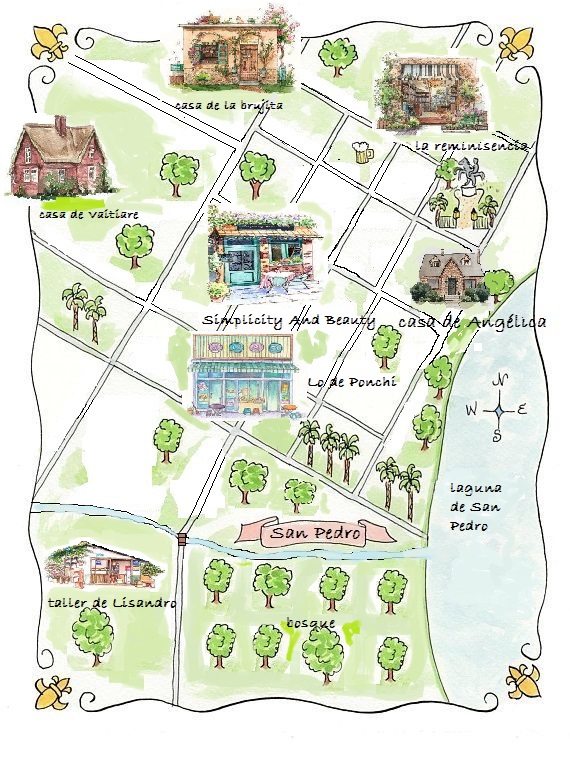 casa de la brujita
la reminisencia
casa de Vaitiare
Simplicity And Beauty
casa de Angélica
Lo de Ponchi
N
W E
S
laguna
de San
Pedro
San Pedro
taller de Lisandro
bosque